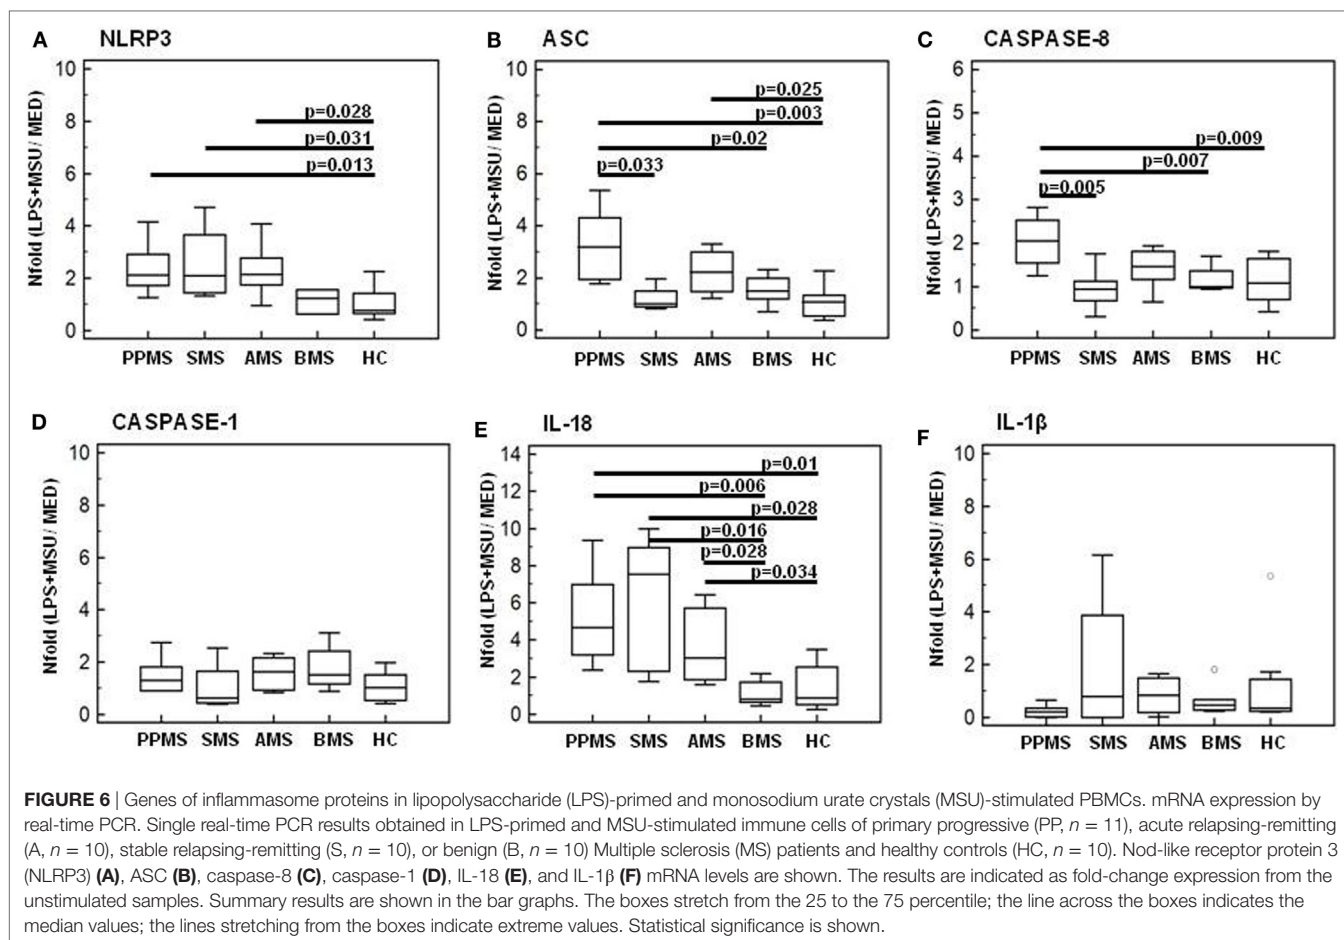 A NLRP3
10
8
6
4
2
0
Nfold (LPS+MSU/ MED)
p=0.028
p=0.031
p=0.013
PPMS SMS AMS BMS HC
B ASC
10
8
6
4
2
0
Nfold (LPS+MSU/ MED)
p=0.025
p=0.003
p=0.02
p=0.033
PPMS SMS AMS BMS HC
C CASPASE-8
6
5
4
3
2
1
0
Nfold (LPS+MSU/ MED)
p=0.009
p=0.007
p=0.005
PPMS SMS AMS BMS HC
D CASPASE-1
10
8
6
4
2
0
Nfold (LPS+MSU/ MED)
PPMS SMS AMS BMS HC
E IL-18
14
12
10
8
6
4
2
0
Nfold (LPS+MSU/ MED)
p=0.01
p=0.006
p=0.028
p=0.016
p=0.028
p=0.034
PPMS SMS AMS BMS HC
F IL-1β
10
8
6
4
2
0
Nfold (LPS+MSU/ MED)
PPMS SMS AMS BMS HC
FIGURE 6 | Genes of inflammasome proteins in lipopolysaccharide (LPS)-primed and monosodium urate crystals (MSU)-stimulated PBMCs. mRNA expression by
real-time PCR. Single real-time PCR results obtained in LPS-primed and MSU-stimulated immune cells of primary progressive (PP, n = 11), acute relapsing-remitting
(A, n = 10), stable relapsing-remitting (S, n = 10), or benign (B, n = 10) Multiple sclerosis (MS) patients and healthy controls (HC, n = 10). Nod-like receptor protein 3
(NLRP3) (A), ASC (B), caspase-8 (C), caspase-1 (D), IL-18 (E), and IL-1β (F) mRNA levels are shown. The results are indicated as fold-change expression from the
unstimulated samples. Summary results are shown in the bar graphs. The boxes stretch from the 25 to the 75 percentile; the line across the boxes indicates the
median values; the lines stretching from the boxes indicate extreme values. Statistical significance is shown.